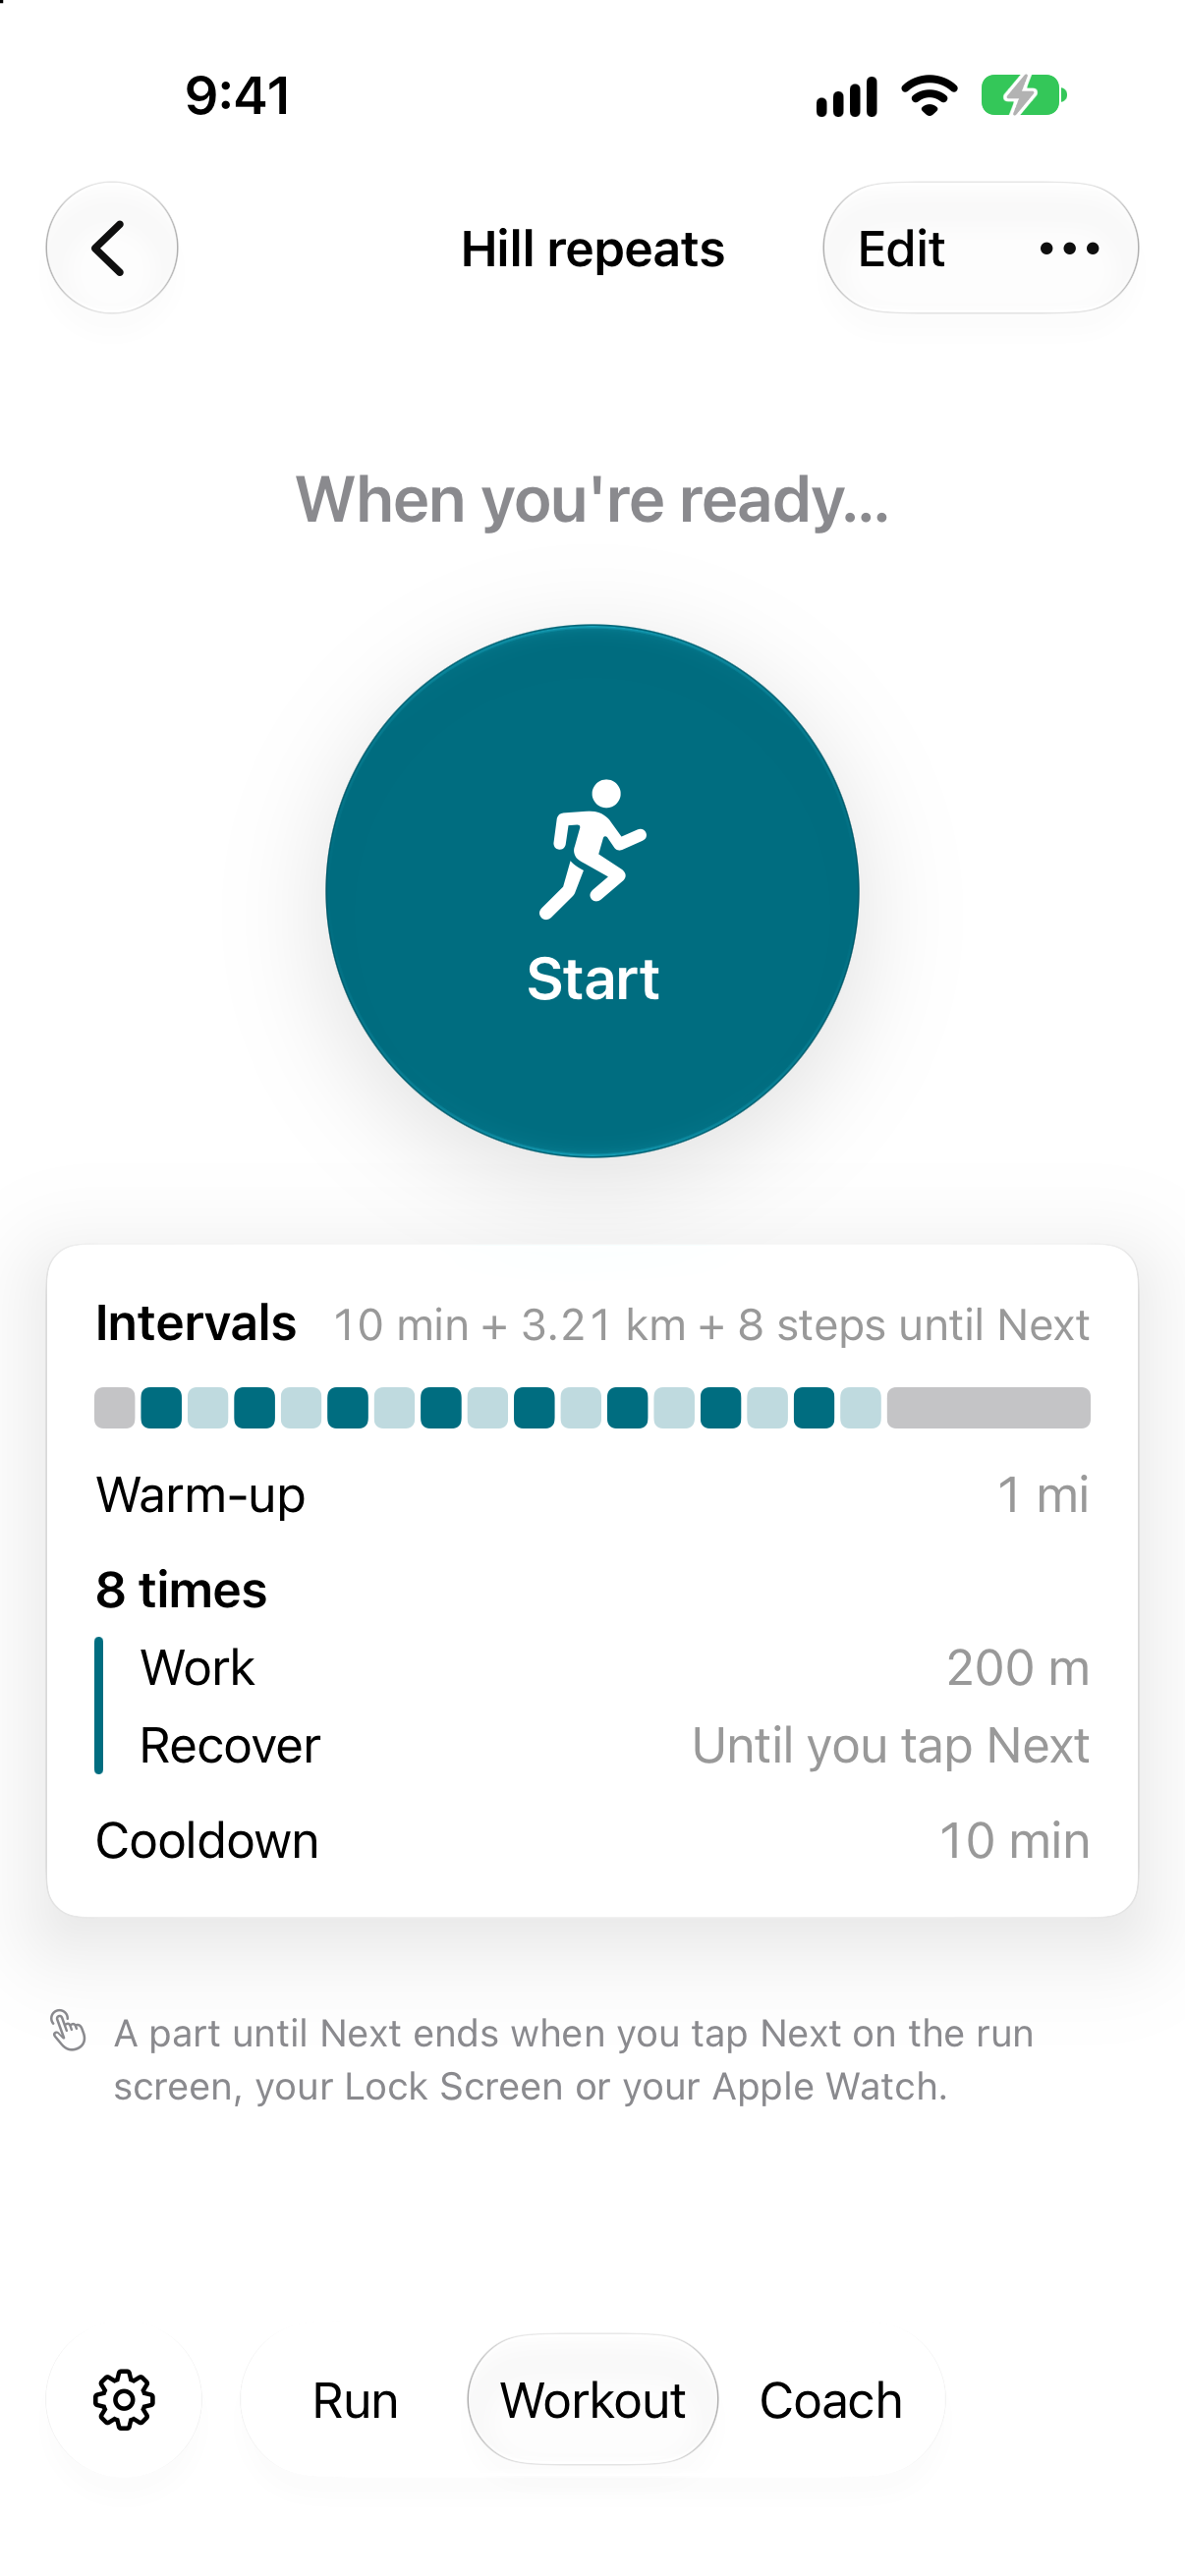 9:41
Hill repeats
Edit
When you're ready...
Start
Intervals 10 min + 3.21 km + 8 steps until Next
Warm-up 1 mi
8 times
Work 200 m
Recover Until you tap Next
Cooldown 10 min
A part until Next ends when you tap Next on the run
screen, your Lock Screen or your Apple Watch.
Run Workout Coach